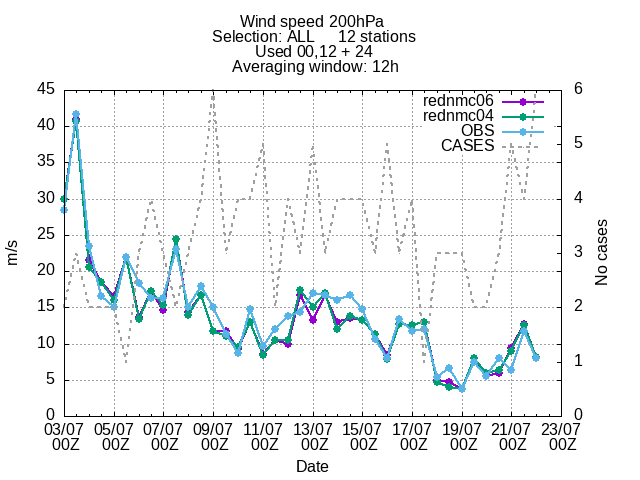 Wind speed 200hPa
Selection: ALL 12 stations
Used 00,12 + 24
Averaging window: 12h
rednmc06
rednmc04
OBS
CASES
45
40
35
30
25
20
15
10
5
0
m/s
6
5
4
3
2
1
0
No cases
03/07 05/07 07/07 09/07 11/07 13/07 15/07 17/07 19/07 21/07 23/07
00Z 00Z 00Z 00Z 00Z 00Z 00Z 00Z 00Z 00Z 00Z
Date